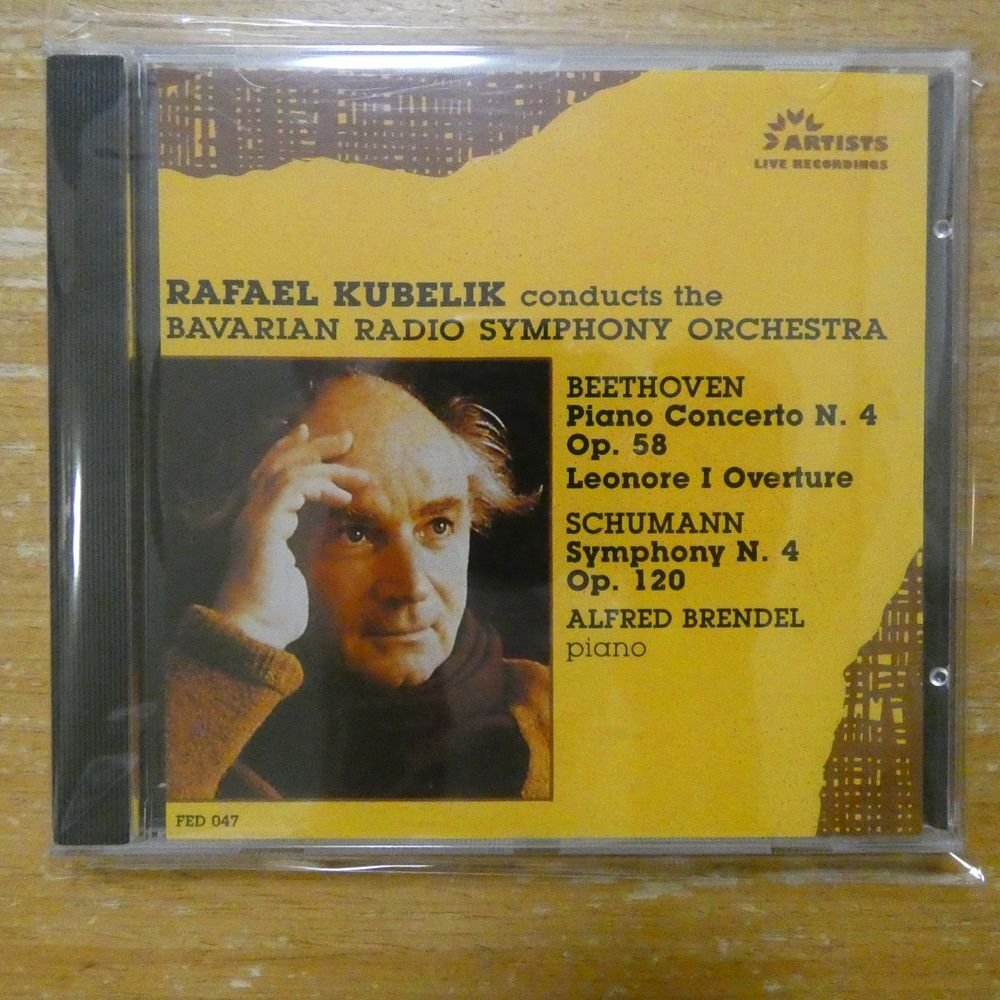 ARTISTS
LIVE RECORDINGS
RAFAEL KUBELIK conducts the
BAVARIAN RADIO SYMPHONY ORCHESTRA
BEETHOVEN
Piano Concerto N. 4
Op. 58
Leonore I Overture
SCHUMANN
Symphony N. 4
Op. 120
ALFRED BRENDEL
piano
FED 047